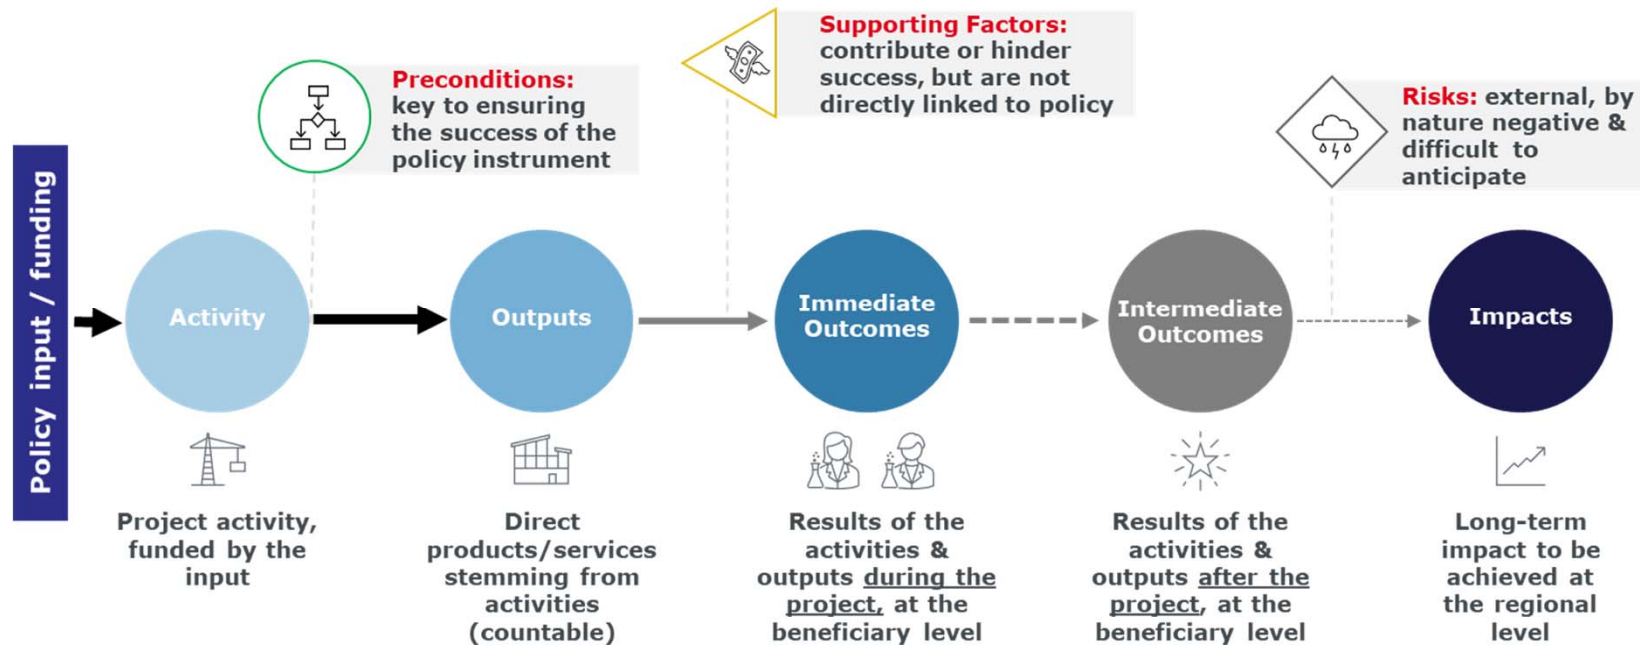 Policy input / funding
Preconditions:
key to ensuring
the success of the
policy instrument
Supporting Factors:
contribute or hinder
success, but are not
directly linked to policy
Risks: external, by
nature negative &
difficult to
anticipate
Activity
Outputs
Immediate
Outcomes
Intermediate
Outcomes
Impacts
Project activity,
funded by the
input
Direct
products/services
stemming from
activities
(countable)
Results of the
activities &
outputs during the
project, at the
beneficiary level
Results of the
activities &
outputs after the
project, at the
beneficiary level
Long-term
impact to be
achieved at
the regional
level